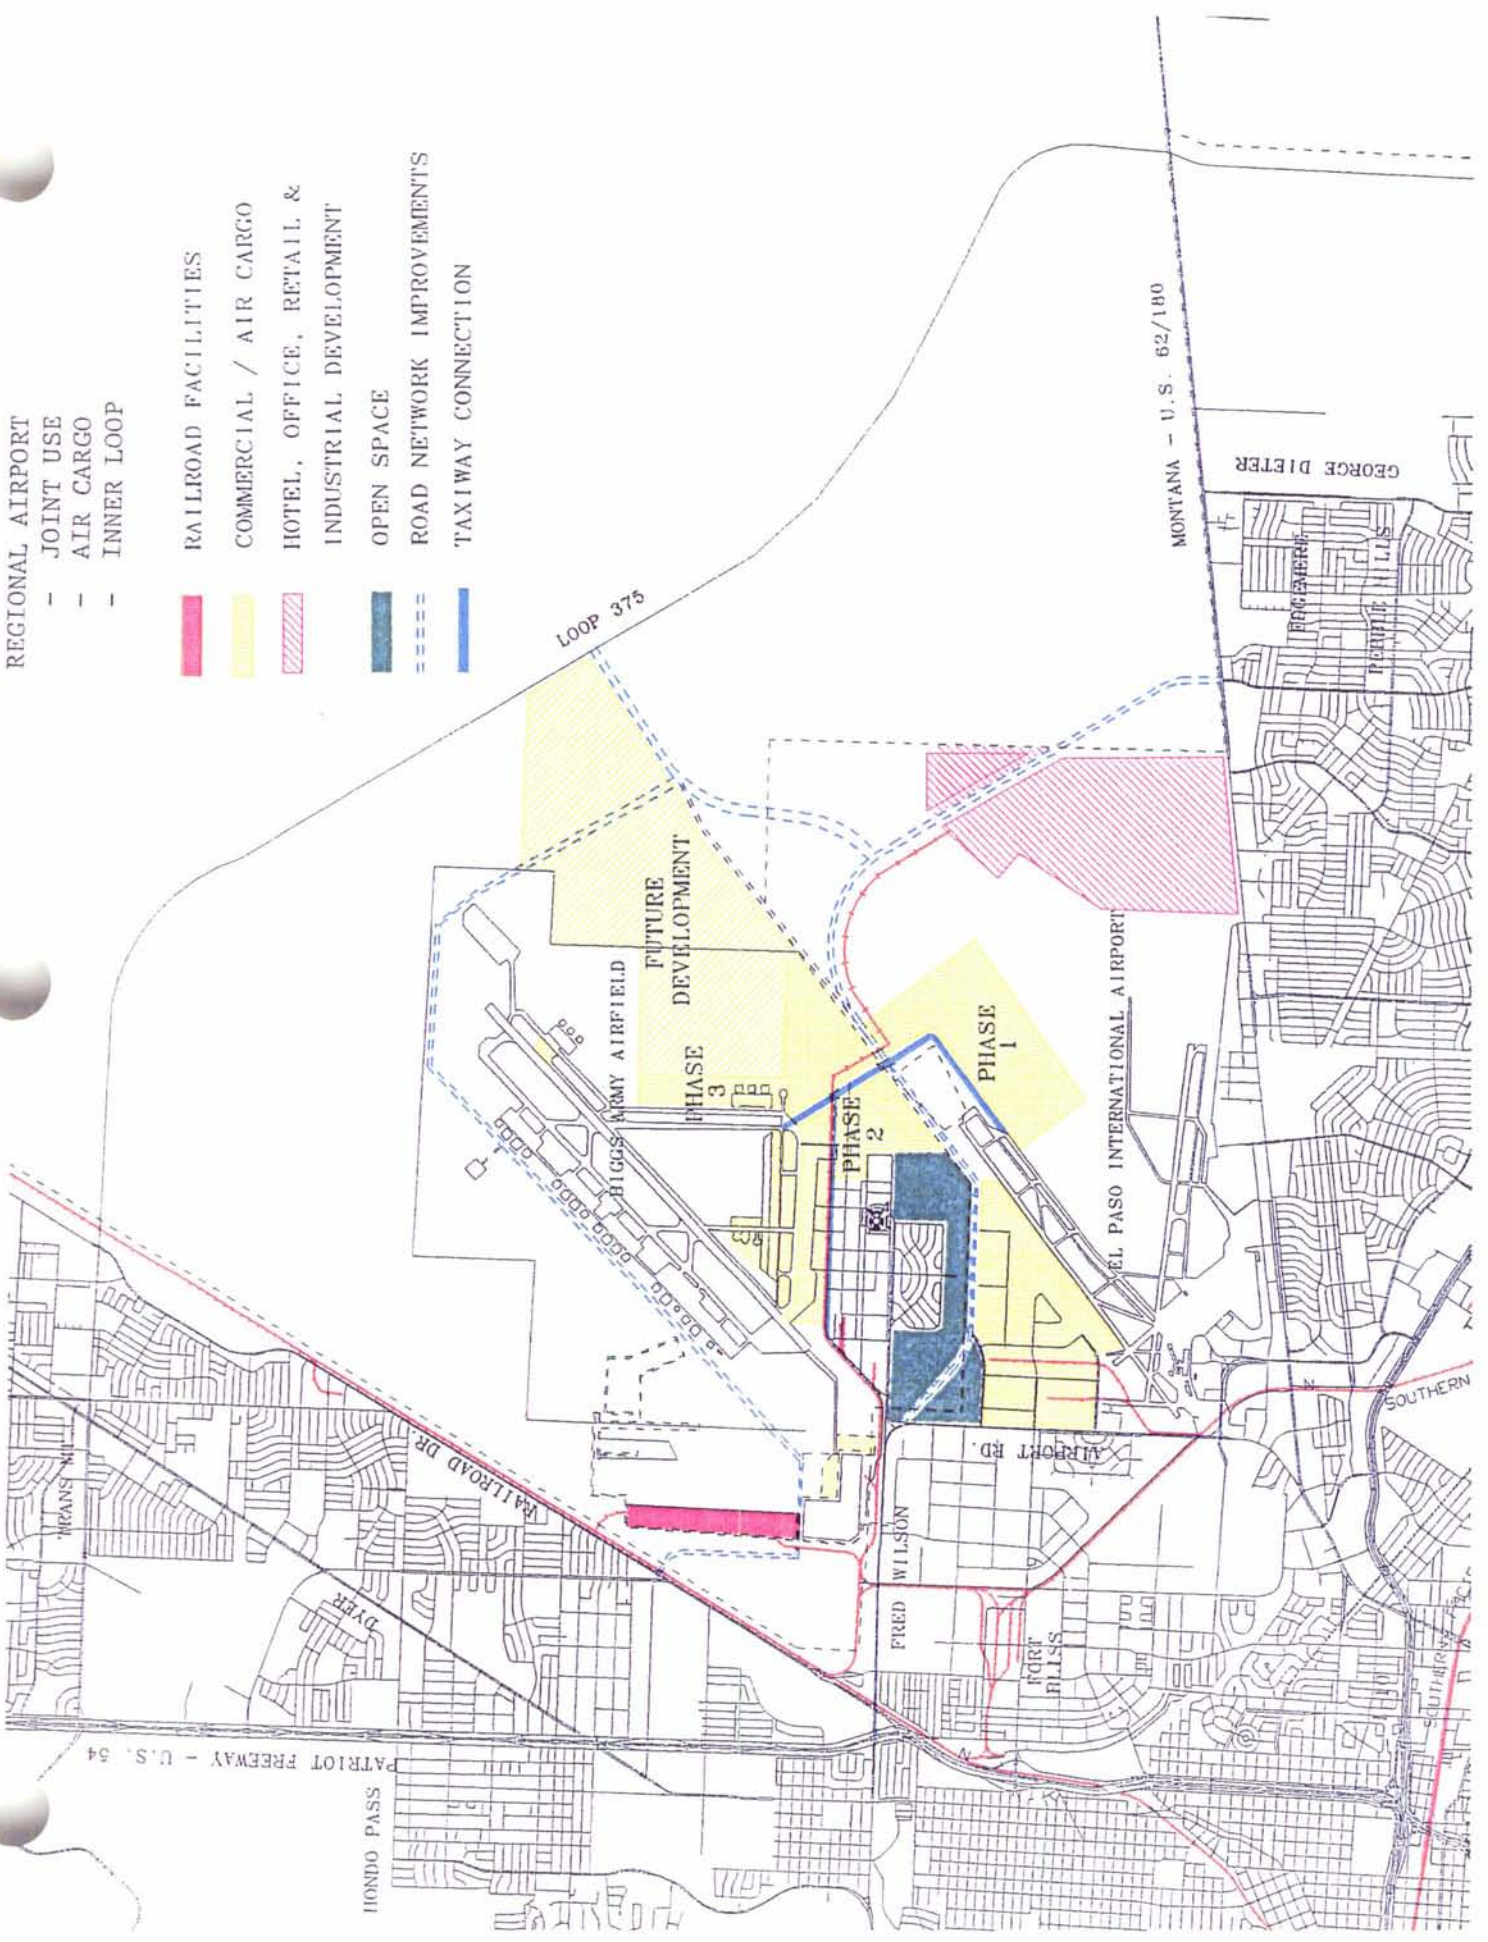 REGIONAL AIRPORT
- JOINT USE
- AIR CARGO
- INNER LOOP
RAILROAD FACILITIES
COMMERCIAL / AIR CARGO
HOTEL, OFFICE, RETAIL &
INDUSTRIAL DEVELOPMENT
OPEN SPACE
ROAD NETWORK IMPROVEMENTS
TAXIWAY CONNECTION
LOOP 375
MONTANA - U.S. 62/180
GEORGE DIETER
EDGEMERE
FUTURE
DEVELOPMENT
BIGGS ARMY AIRFIELD
PHASE
3
PHASE
2
PHASE
1
EL PASO INTERNATIONAL AIRPORT
RAILROAD DR.
DYER
AIRPORT RD.
FRED WILSON
FORT
BLISS
PATRIOT FREEWAY - U.S. 54
HONDO PASS
SOUTHERN
SOUTHERN